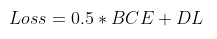 Loss = 0.5 * BCE + DL